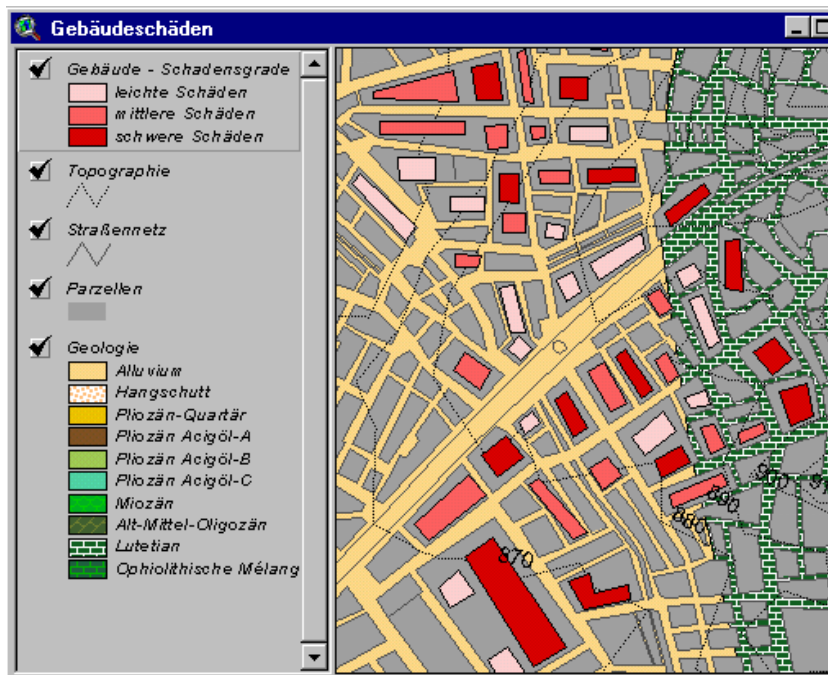 Gebäudeschäden
Gebäude - Schadensgrade
leichte Schäden
mittlere Schäden
schwere Schäden
Topographie
Straßennetz
Parzellen
Geologie
Alluvium
Hangschutt
Pliozän-Quartär
Pliozän Acigöl-A
Pliozän Acigöl-B
Pliozän Acigöl-C
Miozän
Alt-Mittel-Oligozän
Lutetian
Ophiolithische Mélang
900
890
880
870